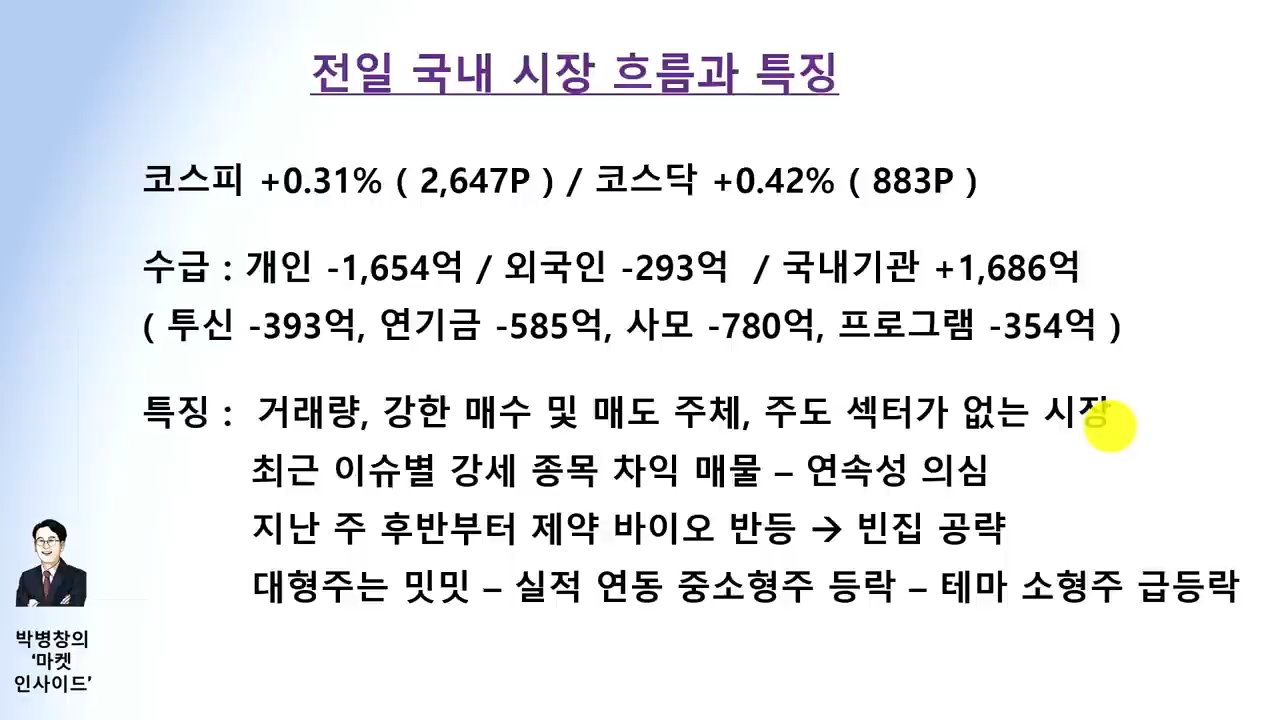 전일 국내 시장 흐름과 특징
코스피 +0.31% ( 2,647P ) / 코스닥 +0.42% ( 883P )
수급 : 개인 -1,654억 / 외국인 -293억 / 국내기관 +1,686억
( 투신 -393억, 연기금 -585억, 사모 -780억, 프로그램 -354억 )
특징 : 거래량, 강한 매수 및 매도 주체, 주도 섹터가 없는 시장
최근 이슈별 강세 종목 차익 매물 – 연속성 의심
지난 주 후반부터 제약 바이오 반등 → 빈집 공략
대형주는 밋밋 – 실적 연동 중소형주 등락 – 테마 소형주 급등락
박병창의
‘마켓
인사이드’